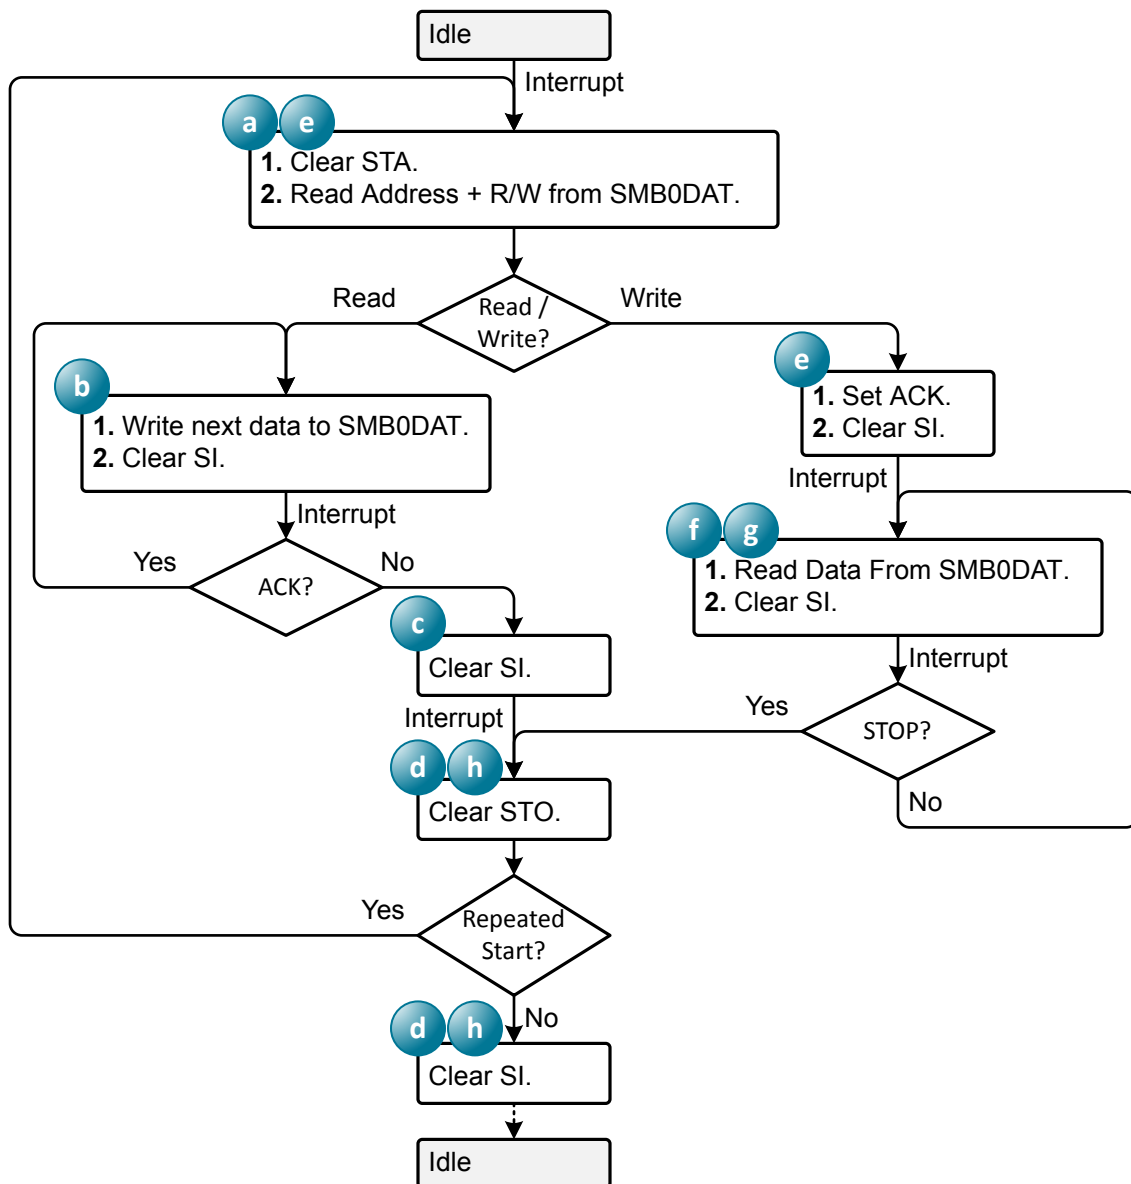 Idle
Interrupt
a e
1. Clear STA.
2. Read Address + R/W from SMB0DAT.
Read
Read /
Write?
Write
b
1. Write next data to SMB0DAT.
2. Clear SI.
e
1. Set ACK.
2. Clear SI.
Interrupt
Interrupt
f g
1. Read Data From SMB0DAT.
2. Clear SI.
Yes
ACK?
No
c
Clear SI.
Interrupt
Interrupt
Yes
STOP?
No
d h
Clear STO.
Yes
Repeated
Start?
No
d h
Clear SI.
Idle